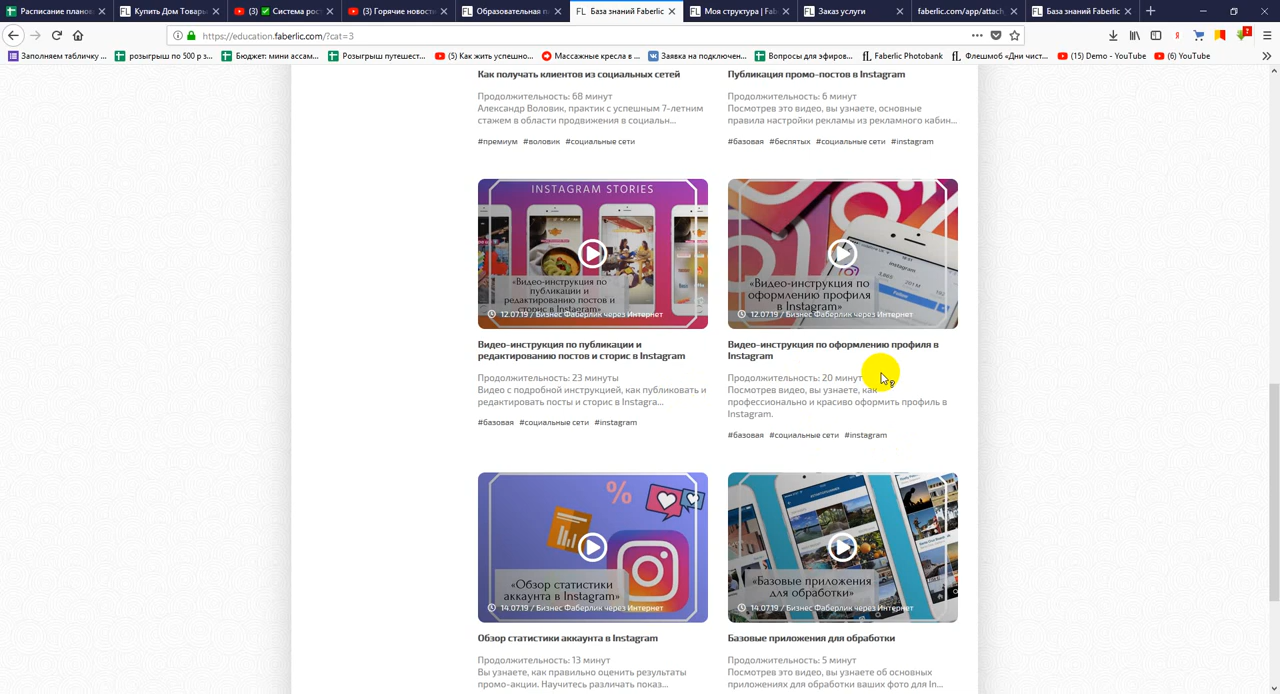 Расписание планов
Купить Дом Товары
(3) ✅ Система рост
(3) Горячие новости
Образовательная п
База знаний Faberlic
Моя структура | Fab
Заказ услуги
faberlic.com/app/attach_
База знаний Faberlic
https://education.faberlic.com/?cat=3
Заполняем табличку ...
розыгрыш по 500 р з...
Бюджет: мини ассам...
Розыгрыш путешест...
(5) Как жить успешно...
Массажные кресла в ...
Заявка на подключен...
Вопросы для эфиров...
Faberlic Photobank
Флешмоб «Дни чист...
(15) Demo - YouTube
(6) YouTube
Как получать клиентов из социальных сетей
Продолжительность: 68 минут
Александр Воловик, практик с успешным 7-летним
стажем в области продвижения в социальн...
#премиум #воловик #социальные сети
Публикация промо-постов в Instagram
Продолжительность: 6 минут
Посмотрев это видео, вы узнаете, основные
правила настройки рекламы из рекламного кабин...
#базовая #беспятых #социальные сети #instagram
INSTAGRAM STORIES
«Видео-инструкция по
публикации и
редактированию постов и
сторис в Instagram»
12.07.19 / Бизнес Фаберлик через Интернет
Видео-инструкция по публикации и
редактированию постов и сторис в Instagram
Продолжительность: 23 минуты
Видео с подробной инструкцией, как публиковать и
редактировать посты и сторис в Instagra...
#базовая #социальные сети #instagram
«Видео-инструкция по
оформлению профиля
в Instagram»
12.07.19 / Бизнес Фаберлик через Интернет
Видео-инструкция по оформлению профиля в
Instagram
Продолжительность: 20 минут
Посмотрев видео, вы узнаете, как
профессионально и красиво оформить профиль в
Instagram.
#базовая #социальные сети #instagram
%
«Обзор статистики
аккаунта в Instagram»
14.07.19 / Бизнес Фаберлик через Интернет
Обзор статистики аккаунта в Instagram
Продолжительность: 13 минут
Вы узнаете, как правильно оценить результаты
промо-акции. Научитесь различать показ...
«Базовые приложения
для обработки»
14.07.19 / Бизнес Фаберлик через Интернет
Базовые приложения для обработки
Продолжительность: 5 минут
Посмотрев это видео, вы узнаете об основных
приложениях для обработки ваших фото для In...